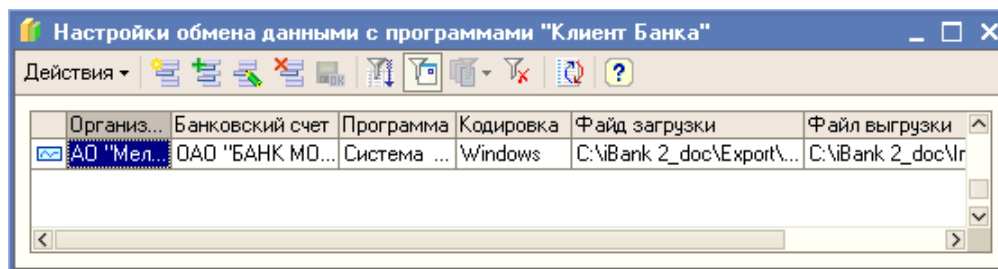 Настройки обмена данными с программами "Клиент Банка"
Действия
Организ... Банковский счет Программа Кодировка Файд загрузки Файл выгрузки
АО "Мел... ОАО "БАНК МО... Система ... Windows C:\iBank 2_doc\Export\... C:\iBank 2_doc\Ir